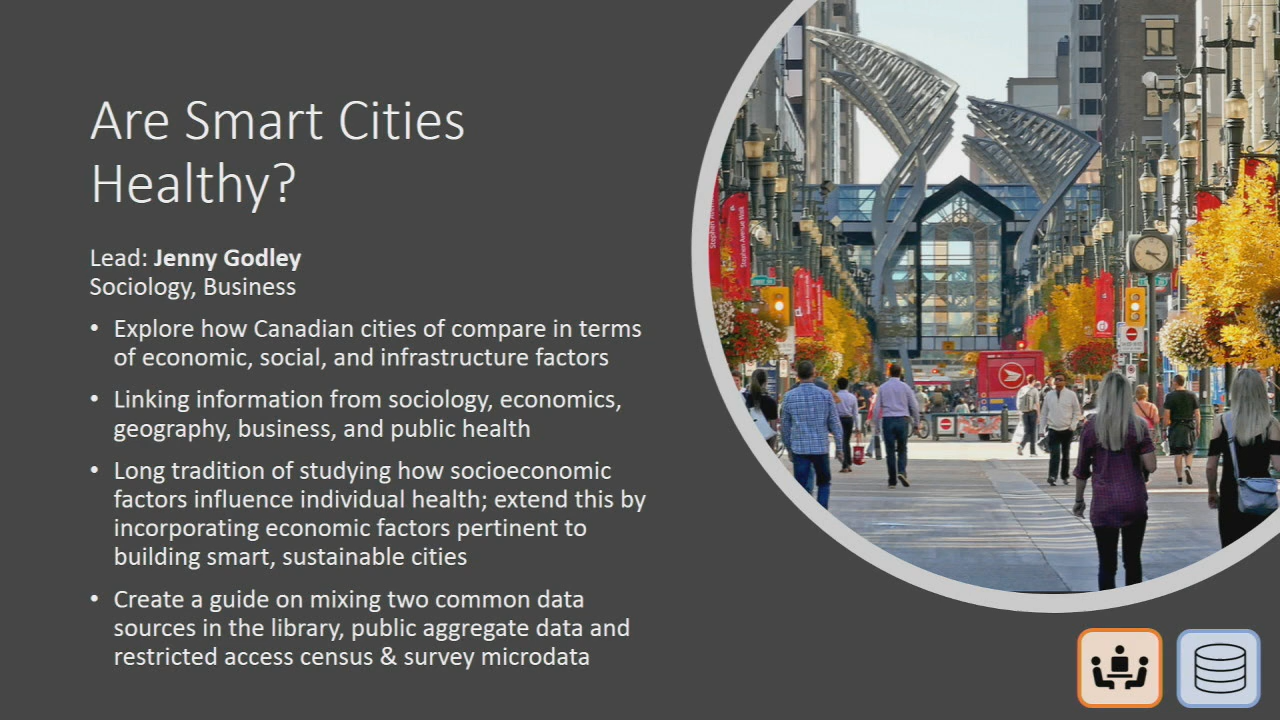 Are Smart Cities
Healthy?
Lead: Jenny Godley
Sociology, Business
• Explore how Canadian cities of compare in terms
of economic, social, and infrastructure factors
• Linking information from sociology, economics,
geography, business, and public health
• Long tradition of studying how socioeconomic
factors influence individual health; extend this by
incorporating economic factors pertinent to
building smart, sustainable cities
• Create a guide on mixing two common data
sources in the library, public aggregate data and
restricted access census & survey microdata
Stephen Avenue Walk